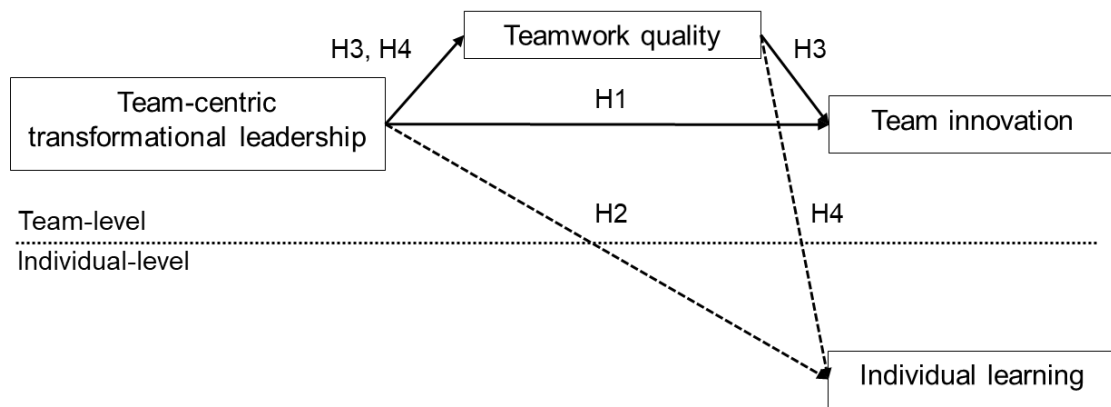 Teamwork quality
H3, H4
H3
Team-centric
transformational leadership
H1
Team innovation
Team-level
H2
H4
Individual-level
Individual learning